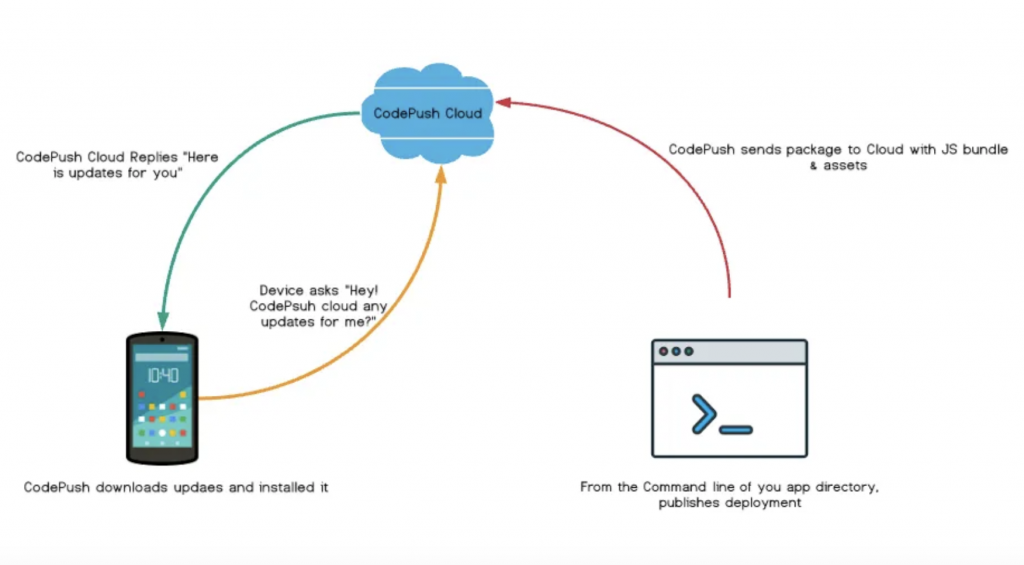 CodePush Cloud
CodePush Cloud Replies "Here
is updates for you"
CodePush sends package to Cloud with JS bundle
& assets
Device asks "Hey!
CodePsuh cloud any
updates for me?"
10:40
CodePush downloads updaes and installed it
From the Command line of you app directory,
publishes deployment